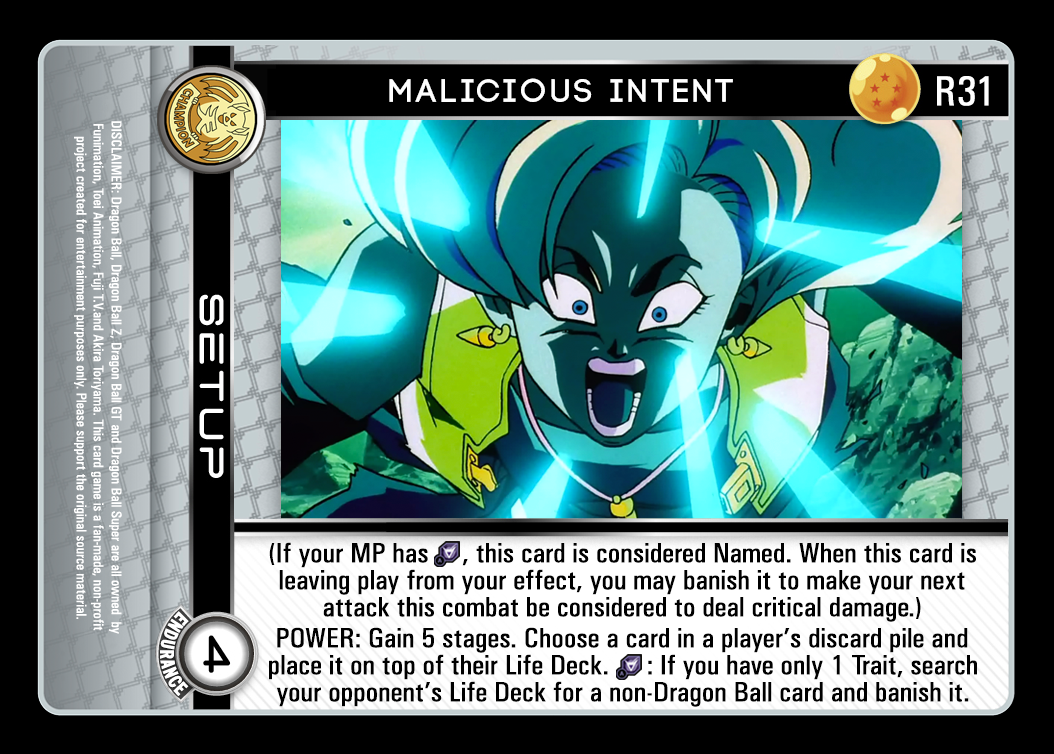 MALICIOUS INTENT
R31
CHAMPION
SETUP
DISCLAIMER: Dragon Ball, Dragon Ball Z, Dragon Ball GT and Dragon Ball Super are all owned by
Funimation, Toei Animation, Fuji T.V.and Akira Toriyama. This card game is a fan-made, non-profit
project created for entertainment purposes only. Please support the original source material.
(If your MP has , this card is considered Named. When this card is
leaving play from your effect, you may banish it to make your next
attack this combat be considered to deal critical damage.)
POWER: Gain 5 stages. Choose a card in a player's discard pile and
place it on top of their Life Deck. : If you have only 1 Trait, search
your opponent's Life Deck for a non-Dragon Ball card and banish it.
ENDURANCE
4